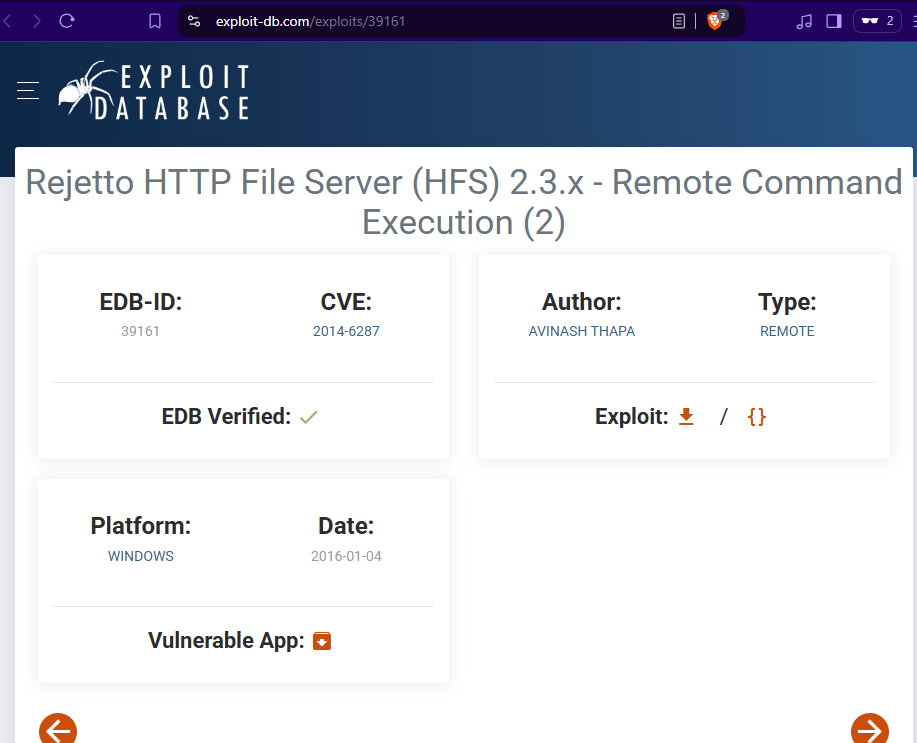 exploit-db.com/exploits/39161
2
2
EXPLOIT
DATABASE
Rejetto HTTP File Server (HFS) 2.3.x - Remote Command
Execution (2)
EDB-ID:
39161
CVE:
2014-6287
EDB Verified:
Author:
AVINASH THAPA
Type:
REMOTE
Exploit: / {}
Platform:
WINDOWS
Date:
2016-01-04
Vulnerable App: